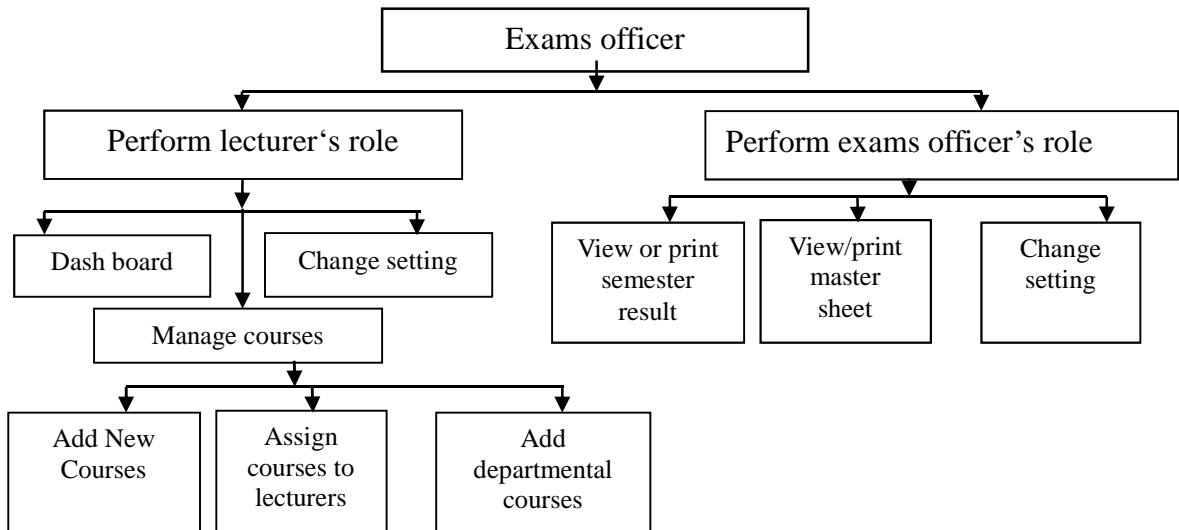 Exams officer
Perform lecturer‘s role
Perform exams officer’s role
Dash board
Change setting
View or print
semester
result
View/print
master
sheet
Change
setting
Manage courses
Add New
Courses
Assign
courses to
lecturers
Add
departmental
courses